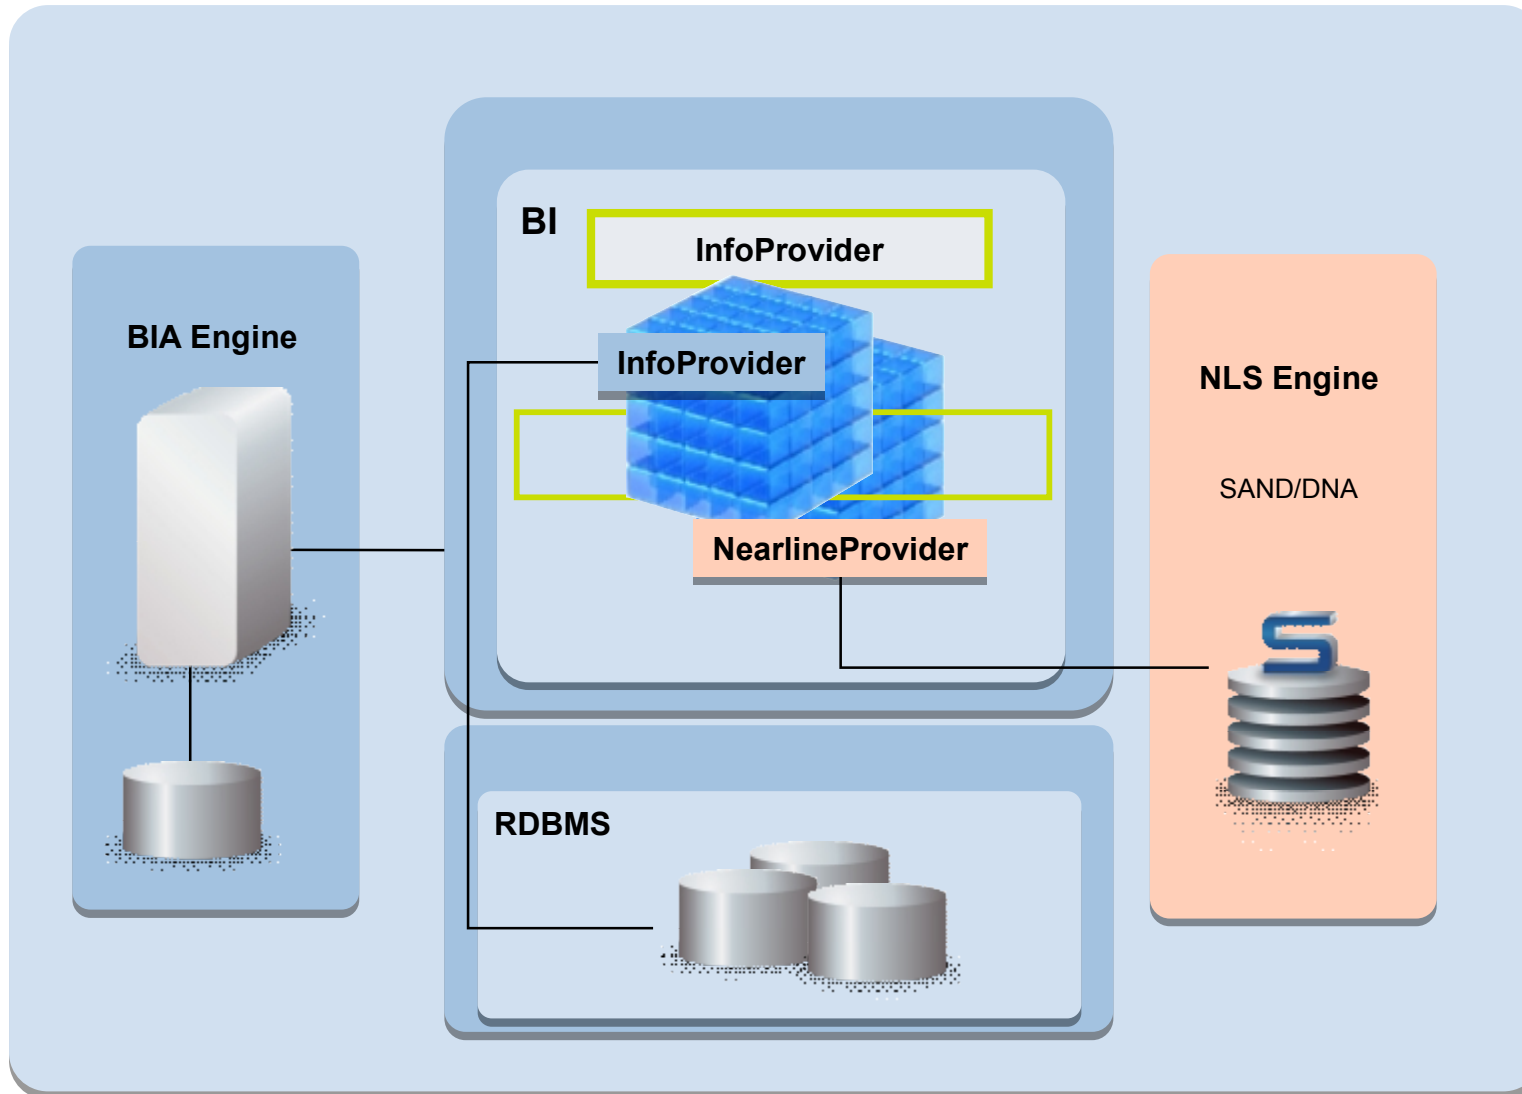 BI
InfoProvider
BIA Engine
InfoProvider
NLS Engine
SAND/DNA
NearlineProvider
S
RDBMS